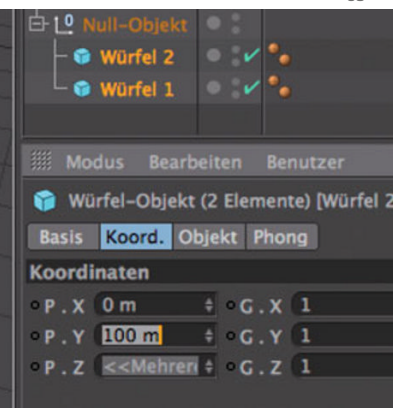 Null-Objekt
Würfel 2
Würfel 1
Modus Bearbeiten Benutzer
Würfel-Objekt (2 Elemente) [Würfel 2
Basis Koord. Objekt Phong
Koordinaten
P . X 0 m G . X 1
P . Y 100 m G . Y 1
P . Z <<Mehrer G . Z 1